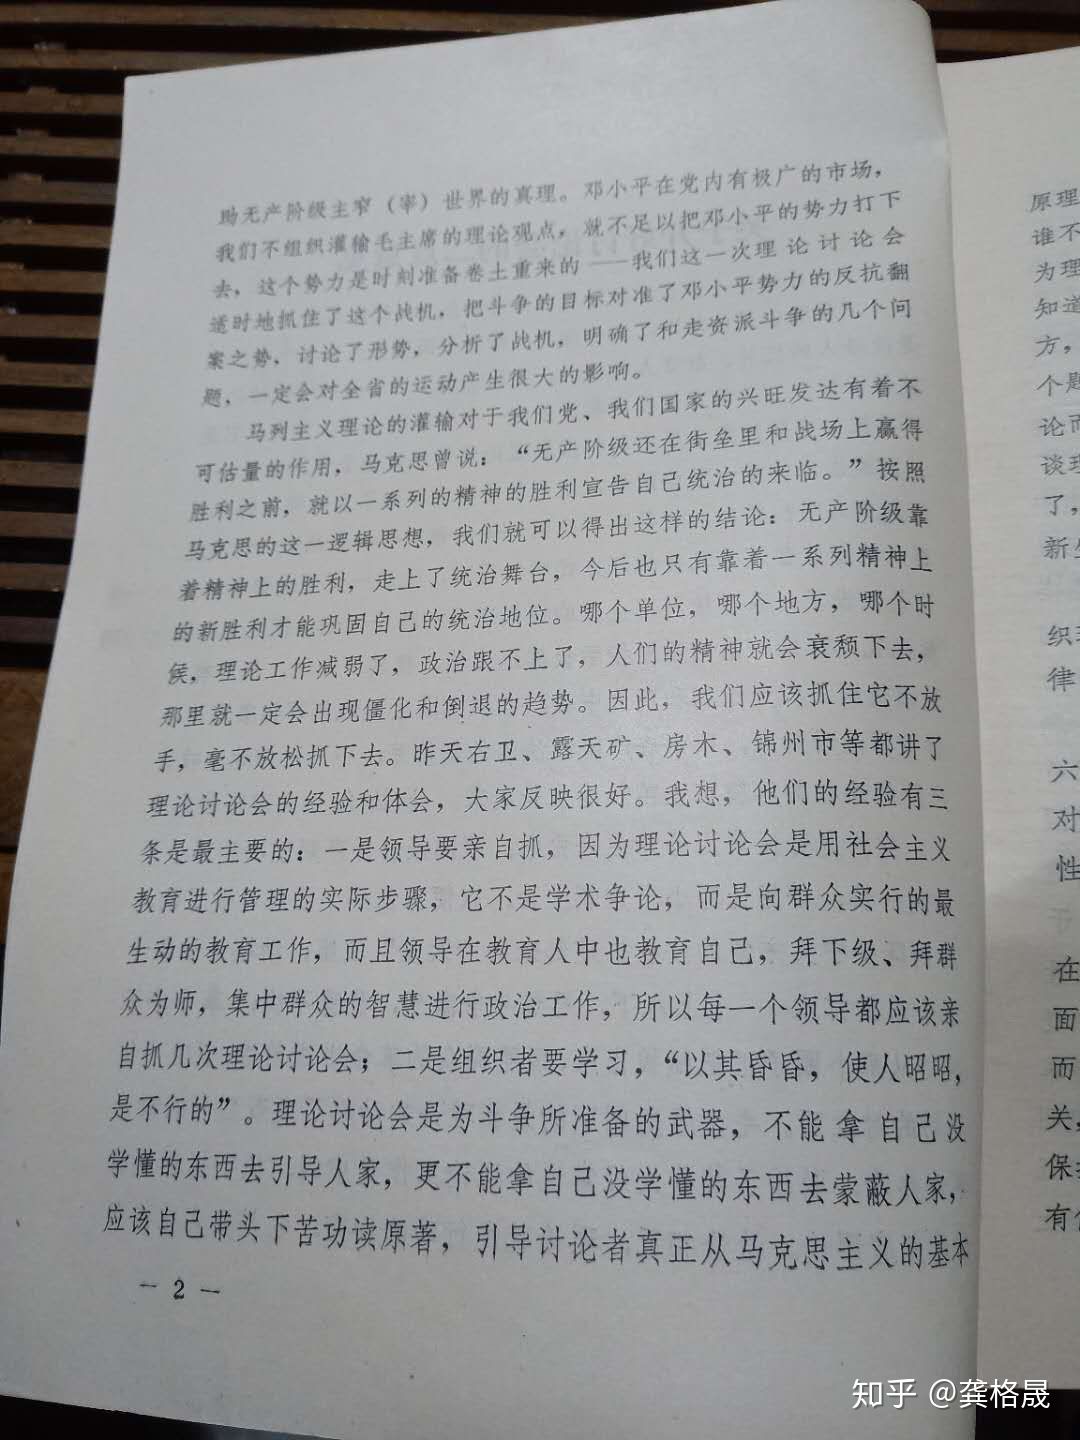 助无产阶级主窄（宰）世界的真理。邓小平在党内有极广的市场，
我们不组织灌输毛主席的理论观点，就不足以把邓小平的势力打下
去，这个势力是时刻准备卷土重来的——我们这一次理论讨论会
适时地抓住了这个战机，把斗争的目标对准了邓小平势力的反抗翻
案之势，讨论了形势，分析了战机，明确了和走资派斗争的几个问
题，一定会对全省的运动产生很大的影响。
马列主义理论的灌输对于我们党、我们国家的兴旺发达有着不
可估量的作用，马克思曾说：“无产阶级还在街垒里和战场上赢得
胜利之前，就以一系列的精神的胜利宣告自己统治的来临。”按照
马克思的这一逻辑思想，我们就可以得出这样的结论：无产阶级靠
着精神上的胜利，走上了统治舞台，今后也只有靠着一系列精神上
的新胜利才能巩固自己的统治地位。哪个单位，哪个地方，哪个时
候，理论工作减弱了，政治跟不上了，人们的精神就会衰颓下去，
那里就一定会出现僵化和倒退的趋势。因此，我们应该抓住它不放
手，毫不放松抓下去。昨天右卫、露天矿、房木、锦州市等都讲了
理论讨论会的经验和体会，大家反映很好。我想，他们的经验有三
条是最主要的：一是领导要亲自抓，因为理论讨论会是用社会主义
教育进行管理的实际步骤，它不是学术争论，而是向群众实行的最
生动的教育工作，而且领导在教育人中也教育自己，拜下级、拜群
众为师，集中群众的智慧进行政治工作，所以每一个领导都应该亲
自抓几次理论讨论会；二是组织者要学习，“以其昏昏，使人昭昭，
是不行的”。理论讨论会是为斗争所准备的武器，不能拿自己没
学懂的东西去引导人家，更不能拿自己没学懂的东西去蒙蔽人家，
应该自己带头下苦功读原著，引导讨论者真正从马克思主义的基本
— 2 —
原理
谁不
为理
知道
方，
个是
论而
谈理
了，
新生
织
律
六
对
性
在
面
而
关，
保
有
知乎 @龚格晟